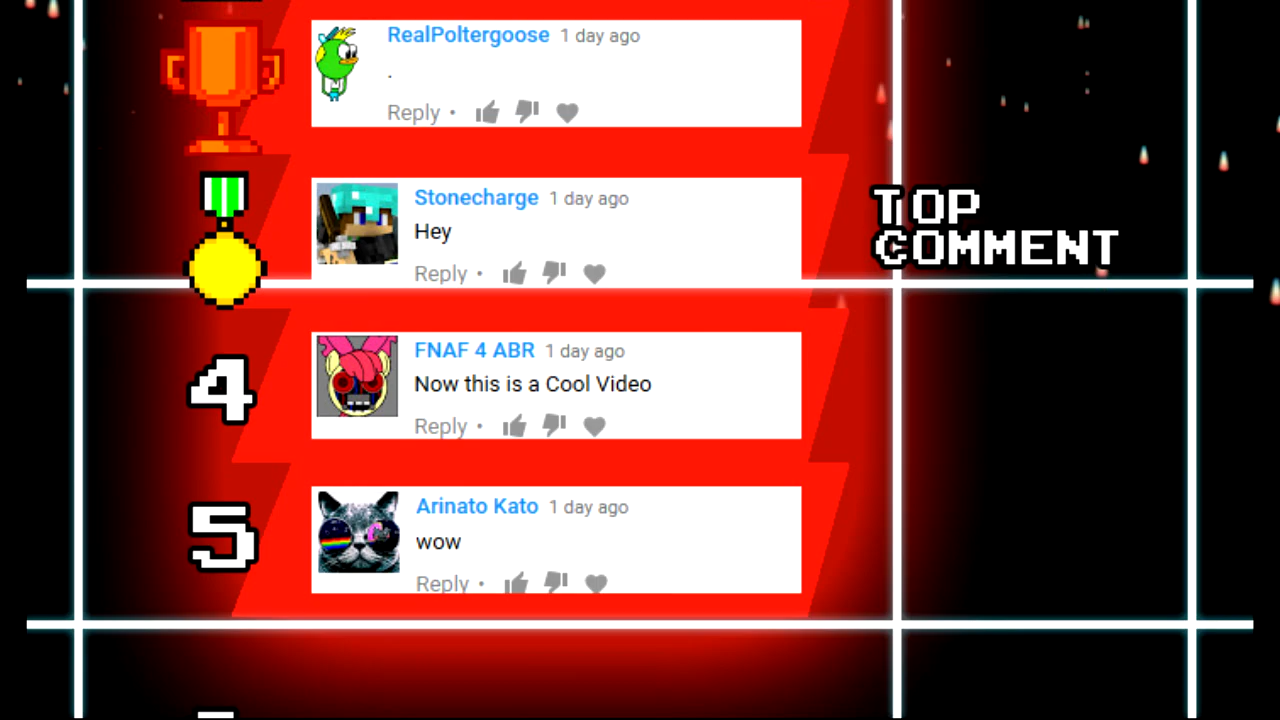 RealPoltergoose 1 day ago
.
Reply •
Stonecharge 1 day ago
Hey
Reply •
TOP
COMMENT
4
FNAF 4 ABR 1 day ago
Now this is a Cool Video
Reply •
5
Arinato Kato 1 day ago
wow
Reply •